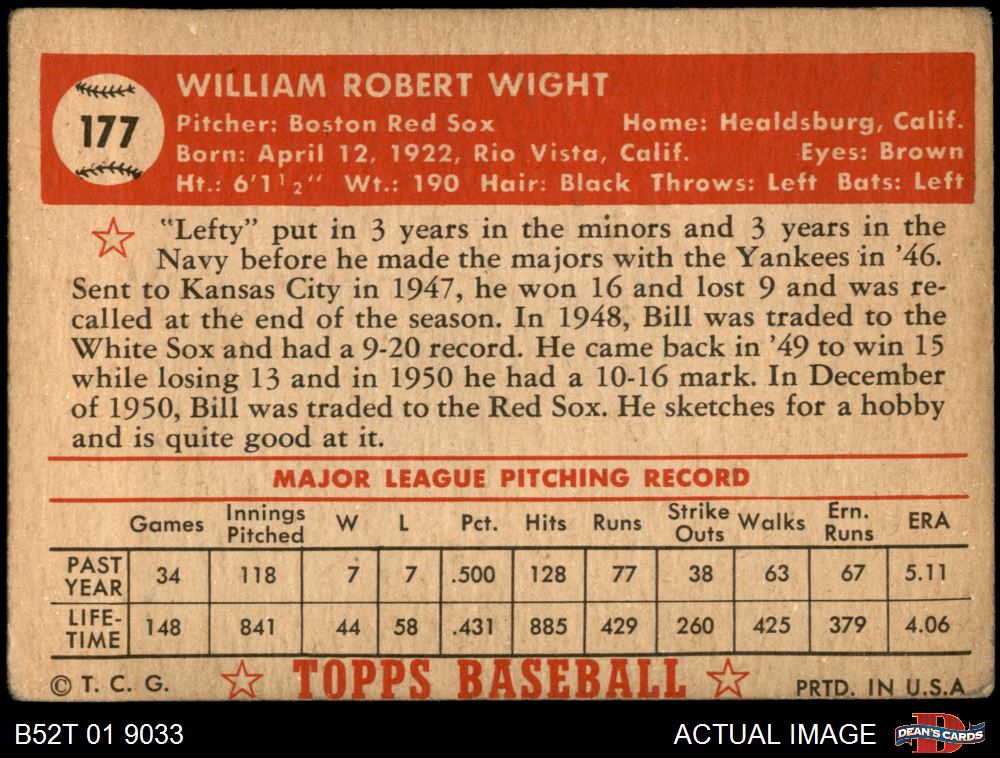 WILLIAM ROBERT WIGHT
177
Pitcher: Boston Red Sox Home: Healdsburg, Calif.
Born: April 12, 1922, Rio Vista, Calif. Eyes: Brown
Ht.: 6'1 1/2" Wt.: 190 Hair: Black Throws: Left Bats: Left
"Lefty" put in 3 years in the minors and 3 years in the
Navy before he made the majors with the Yankees in '46.
Sent to Kansas City in 1947, he won 16 and lost 9 and was re-
called at the end of the season. In 1948, Bill was traded to the
White Sox and had a 9-20 record. He came back in '49 to win 15
while losing 13 and in 1950 he had a 10-16 mark. In December
of 1950, Bill was traded to the Red Sox. He sketches for a hobby
and is quite good at it.
MAJOR LEAGUE PITCHING RECORD
Games Innings Pitched W L Pct. Hits Runs Strike Outs Walks Ern. Runs ERA
PAST YEAR 34 118 7 7 .500 128 77 38 63 67 5.11
LIFE-TIME 148 841 44 58 .431 885 429 260 425 379 4.06
© T. C. G. TOPPS BASEBALL PRTD. IN U.S.A.
B52T 01 9033 ACTUAL IMAGE DEAN'S CARDS